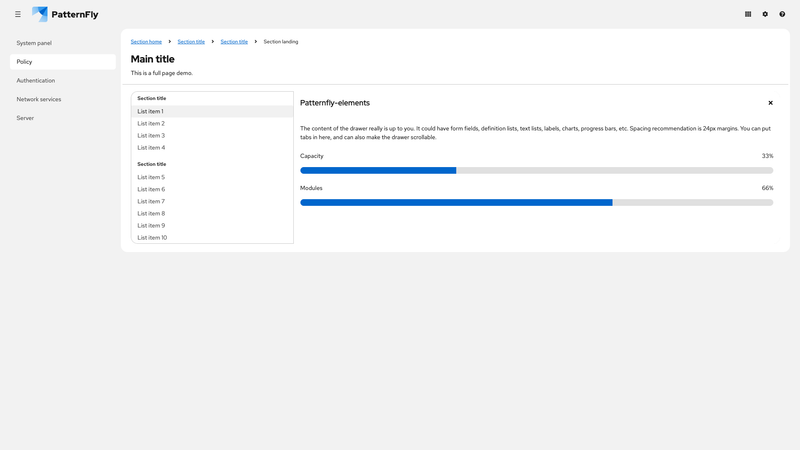 PatternFly
System panel
Policy
Authentication
Network services
Server
Section home
Section title
Section title
Section landing
Main title
This is a full page demo.
Section title
List item 1
List item 2
List item 3
List item 4
Section title
List item 5
List item 6
List item 7
List item 8
List item 9
List item 10
Patternfly-elements
The content of the drawer really is up to you. It could have form fields, definition lists, text lists, labels, charts, progress bars, etc. Spacing recommendation is 24px margins. You can put
tabs in here, and can also make the drawer scrollable.
Capacity 33%
Modules 66%